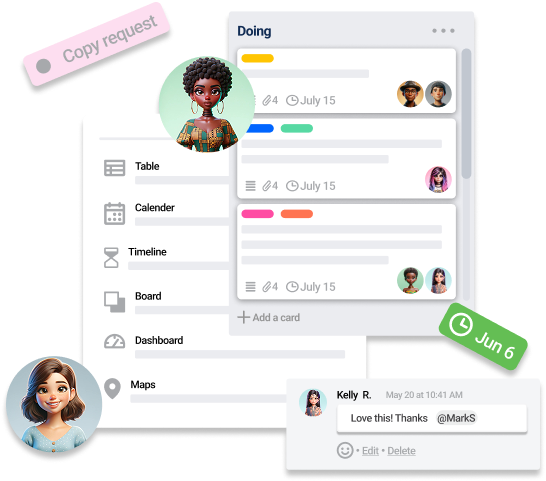 Copy request
Doing
4 July 15
4 July 15
4 July 15
Add a card
Table
Calender
Timeline
Board
Dashboard
Maps
Jun 6
Kelly R. May 20 at 10:41 AM
Love this! Thanks @MarkS
• Edit • Delete